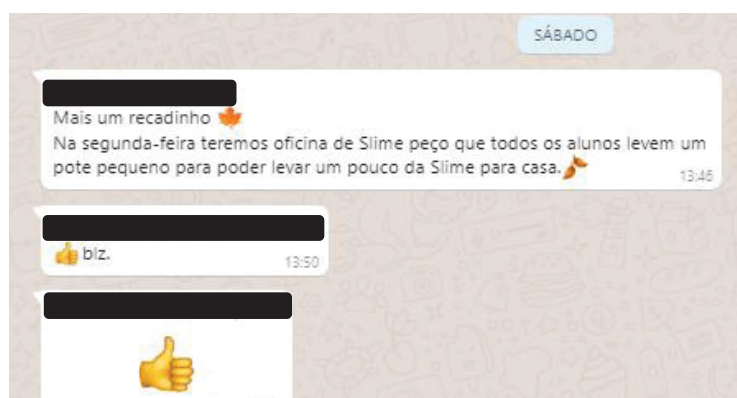 SÁBADO
Mais um recadinho 🍁
Na segunda-feira teremos oficina de Slime peço que todos os alunos levem um
pote pequeno para poder levar um pouco da Slime para casa.🍂
13:46
👍 blz.
13:50
👍